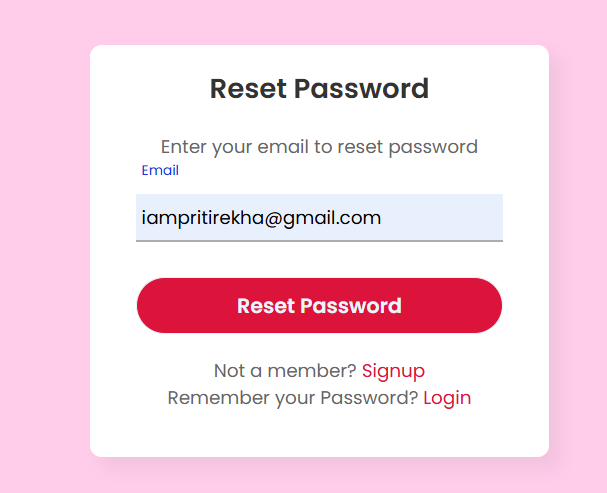 Reset Password
Enter your email to reset password
Email
iampritirekha@gmail.com
Reset Password
Not a member? Signup
Remember your Password? Login